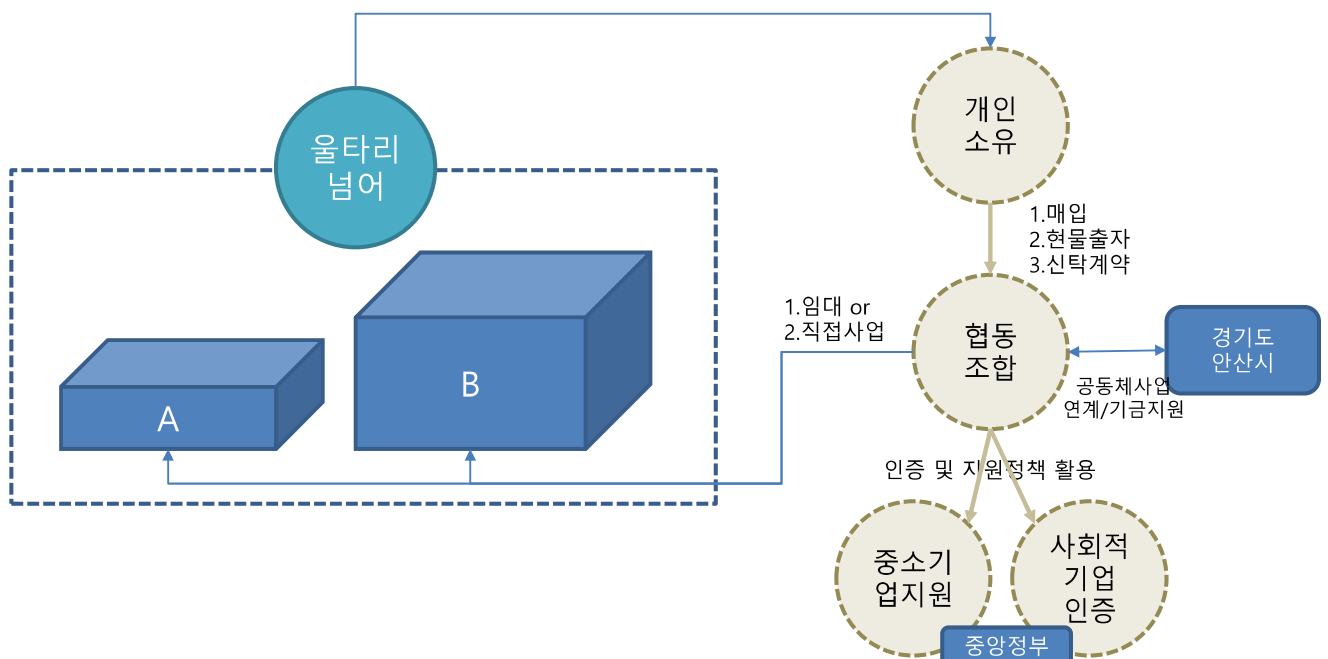 개인
소유
울타리
넘어
1.매입
2.현물출자
3.신탁계약
1.임대 or
2.직접사업
협동
조합
경기도
안산시
공동체사업
연계/기금지원
A
B
인증 및 지원정책 활용
중소기
업지원
사회적
기업
인증
중앙정부